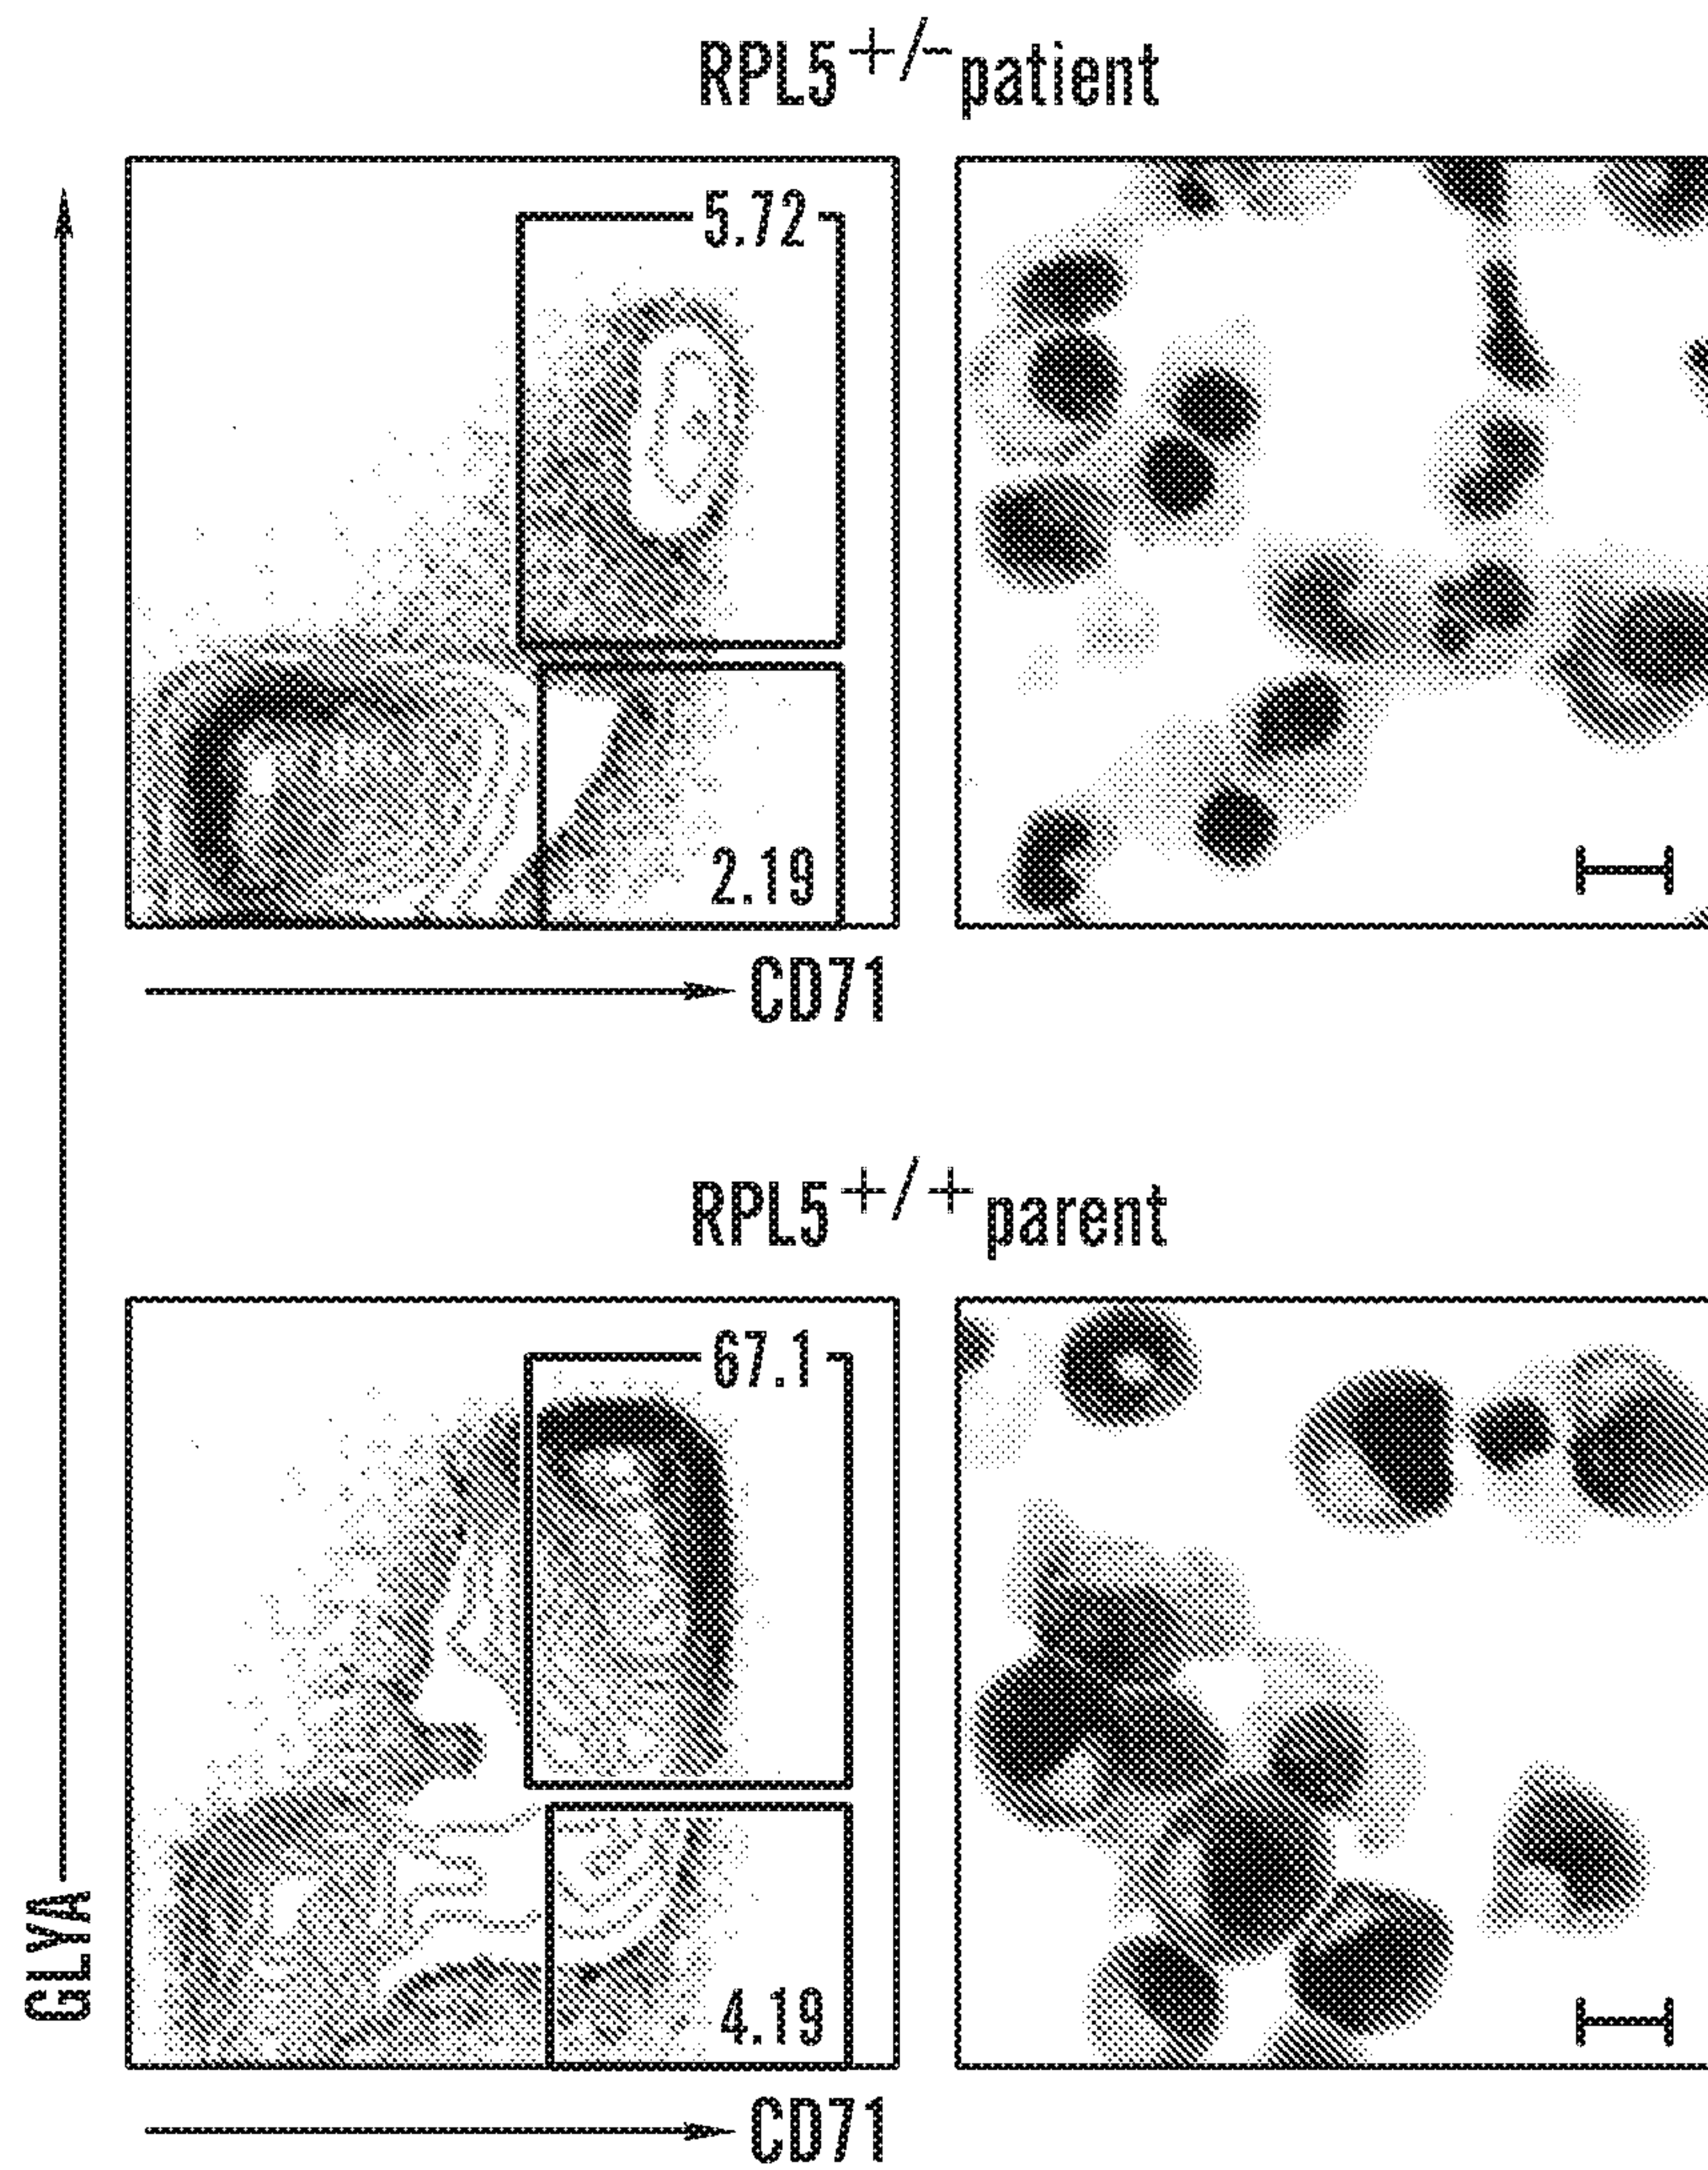 RPL5+/-patient
5.72
2.19
CD71
RPL5+/+parent
67.1
4.19
GLYA
CD71